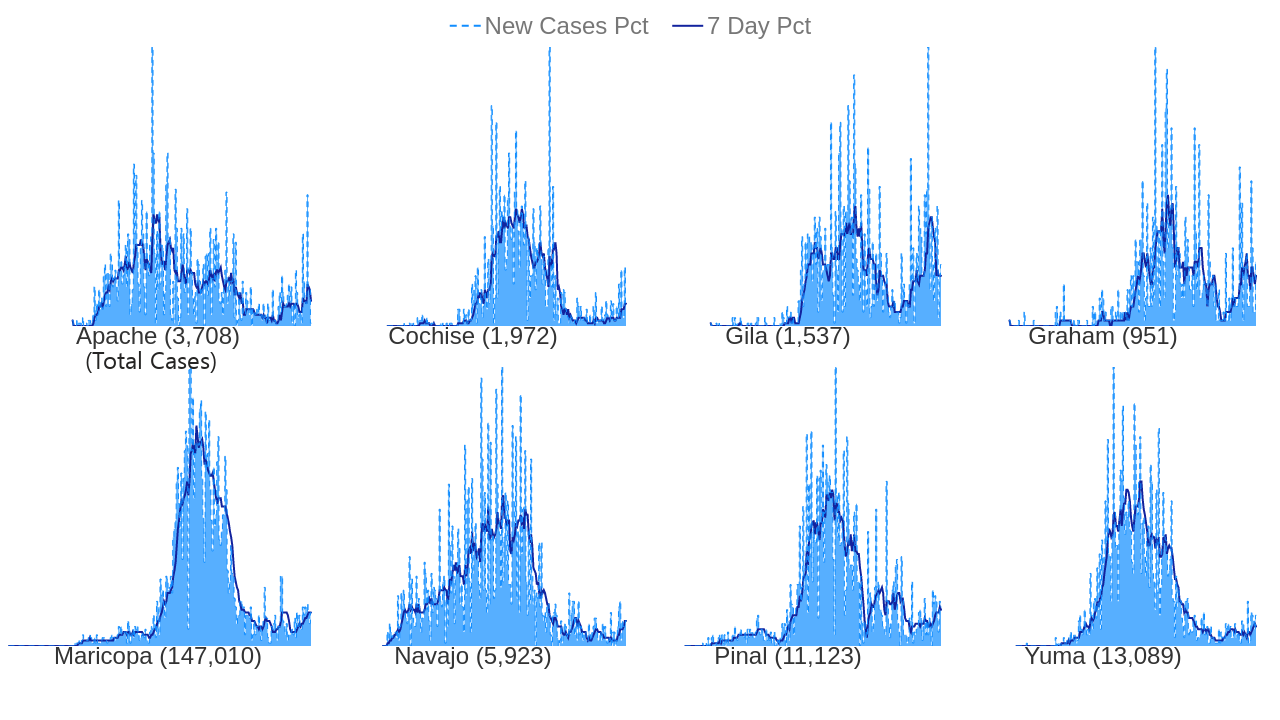 New Cases Pct 7 Day Pct
Apache (3,708) Cochise (1,972) Gila (1,537) Graham (951)
(Total Cases)
Maricopa (147,010) Navajo (5,923) Pinal (11,123) Yuma (13,089)